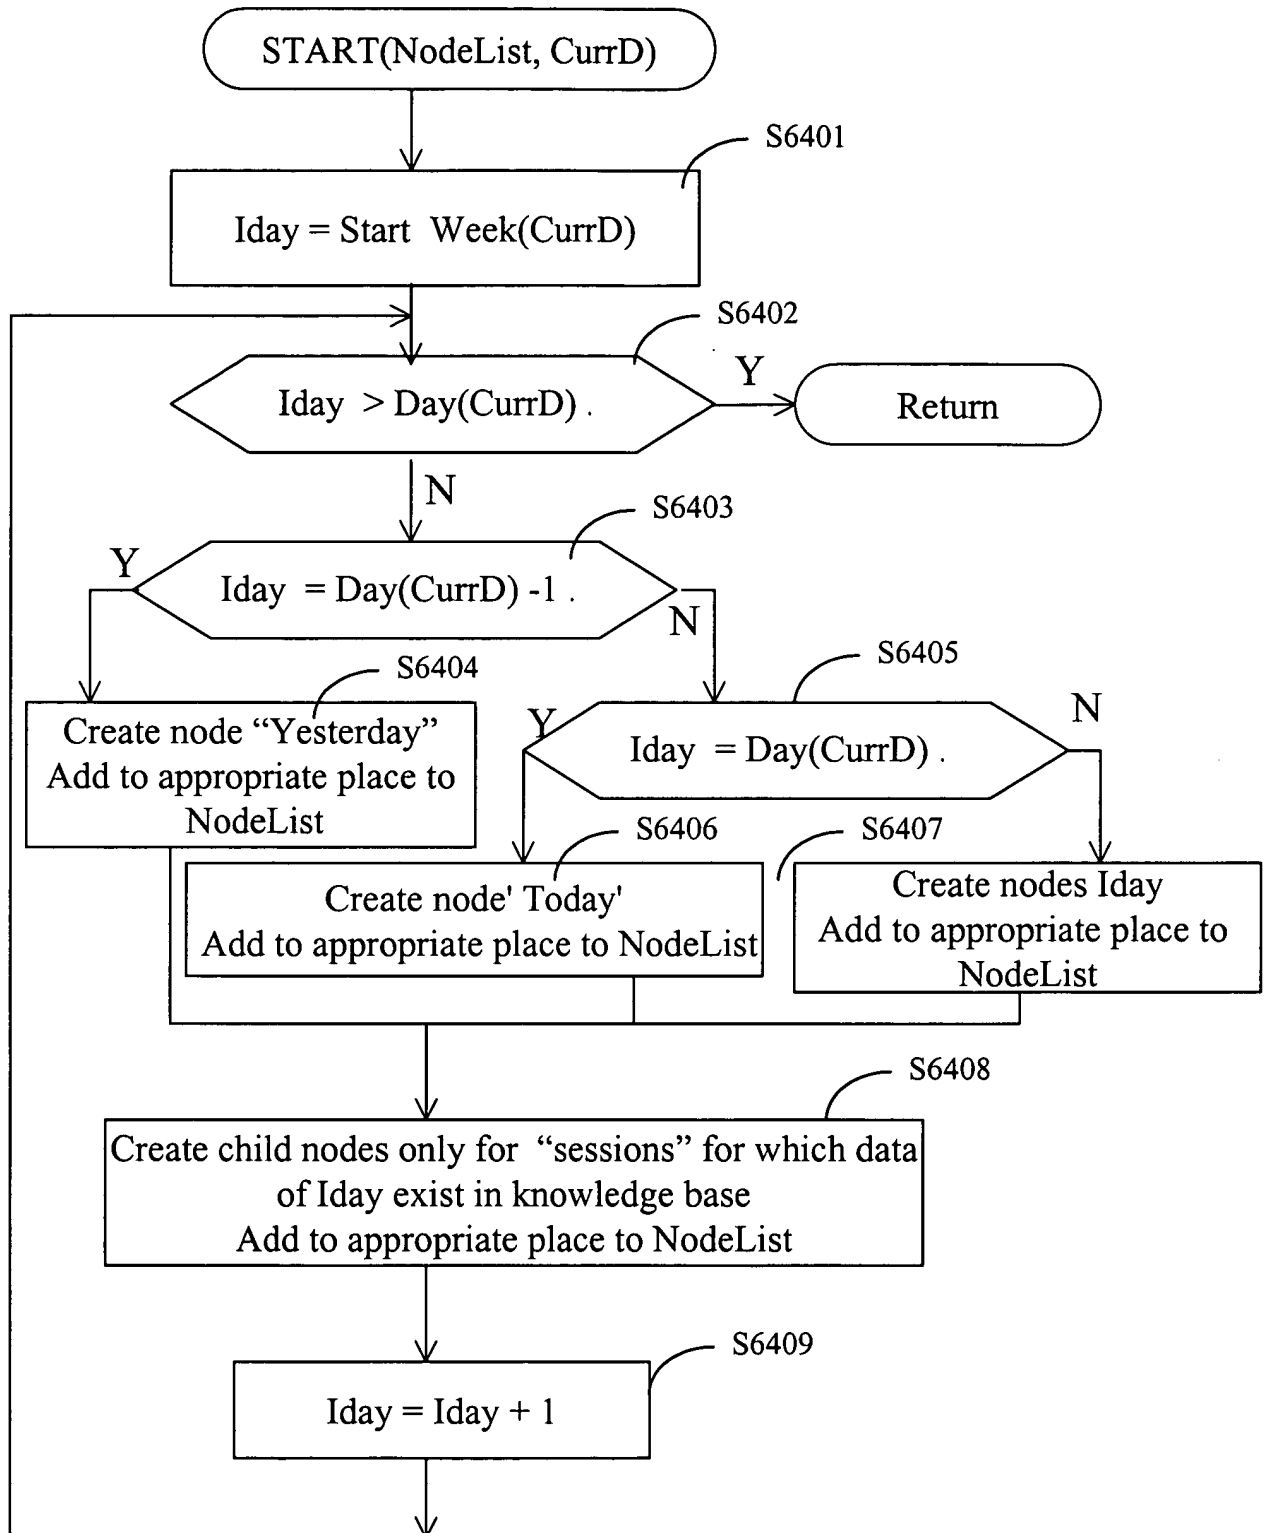 START(NodeList, CurrD)
S6401
Iday = Start Week(CurrD)
S6402
Iday > Day(CurrD) .
Y
Return
N
S6403
Y
Iday = Day(CurrD) -1 .
N
S6404
S6405
Create node “Yesterday”
Add to appropriate place to
NodeList
Y
Iday = Day(CurrD) .
N
S6406
S6407
Create node' Today'
Add to appropriate place to NodeList
Create nodes Iday
Add to appropriate place to
NodeList
S6408
Create child nodes only for “sessions” for which data
of Iday exist in knowledge base
Add to appropriate place to NodeList
S6409
Iday = Iday + 1